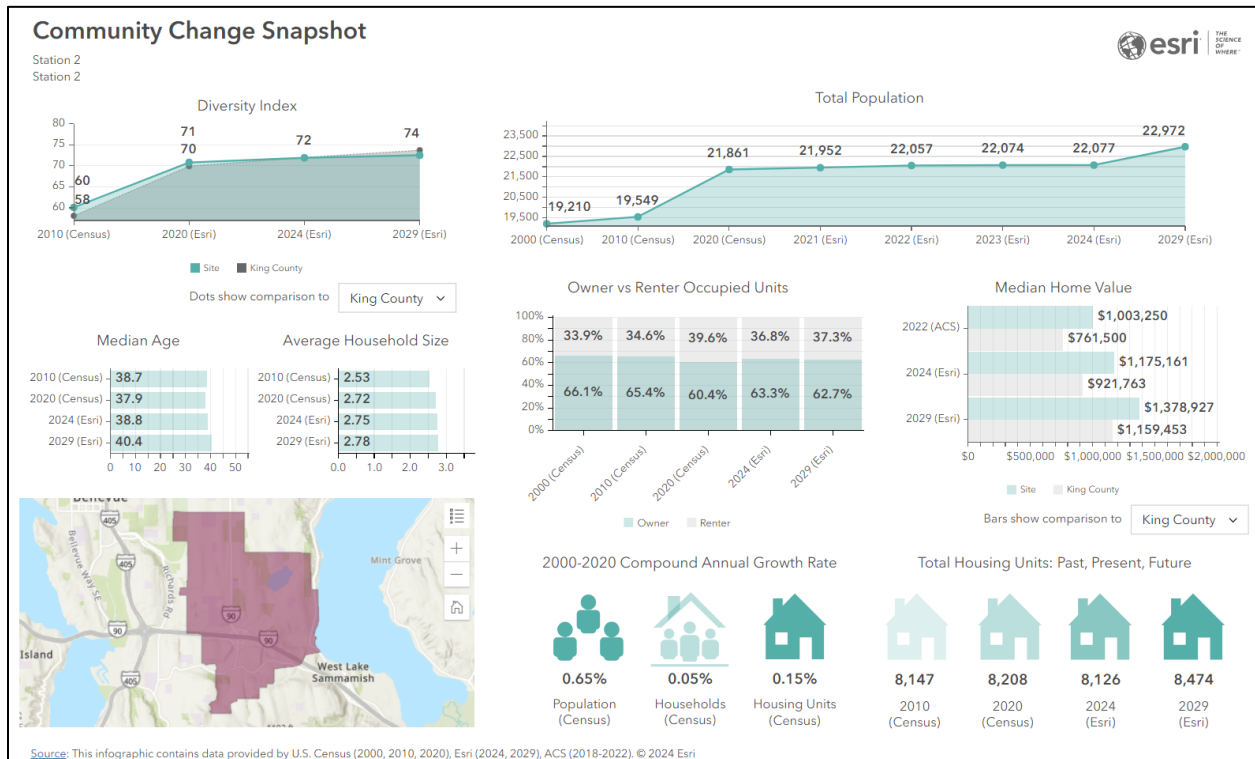 Community Change Snapshot
Station 2
Station 2
esri
THE
SCIENCE
OF
WHERE™
Diversity Index
80
75
70
65
60
60
58
71
70
72
74
2010 (Census)
2020 (Esri)
2024 (Esri)
2029 (Esri)
Site
King County
Dots show comparison to
King County
Total Population
23,500
22,500
21,500
20,500
19,500
19,210
19,549
21,861
21,952
22,057
22,074
22,077
22,972
2000 (Census)
2010 (Census)
2020 (Census)
2021 (Esri)
2022 (Esri)
2023 (Esri)
2024 (Esri)
2029 (Esri)
Median Age
2010 (Census) 38.7
2020 (Census) 37.9
2024 (Esri) 38.8
2029 (Esri) 40.4
0 10 20 30 40 50
Average Household Size
2010 (Census) 2.53
2020 (Census) 2.72
2024 (Esri) 2.75
2029 (Esri) 2.78
0.0 1.0 2.0 3.0
Owner vs Renter Occupied Units
100%
80%
60%
40%
20%
0%
33.9% 34.6% 39.6% 36.8% 37.3%
66.1% 65.4% 60.4% 63.3% 62.7%
2000 (Census)
2010 (Census)
2020 (Census)
2024 (Esri)
2029 (Esri)
Owner
Renter
Median Home Value
2022 (ACS)
$1,003,250
$761,500
2024 (Esri)
$1,175,161
$921,763
2029 (Esri)
$1,378,927
$1,159,453
$0 $500,000 $1,000,000 $1,500,000 $2,000,000
Site
King County
Bars show comparison to
King County
405
Bellevue Way SE
Richards Rd
405
Mint Grove
90
90
90
Island
405
West Lake
Sammamish
2000-2020 Compound Annual Growth Rate
0.65%
Population
(Census)
0.05%
Households
(Census)
0.15%
Housing Units
(Census)
Total Housing Units: Past, Present, Future
8,147
2010
(Census)
8,208
2020
(Census)
8,126
2024
(Esri)
8,474
2029
(Esri)
Source: This infographic contains data provided by U.S. Census (2000, 2010, 2020), Esri (2024, 2029), ACS (2018-2022). © 2024 Esri